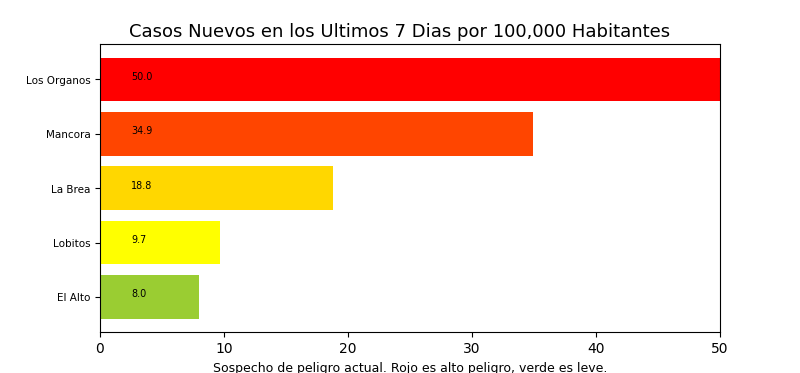 Casos Nuevos en los Ultimos 7 Dias por 100,000 Habitantes
Los Organos 50.0
Mancora 34.9
La Brea 18.8
Lobitos 9.7
El Alto 8.0
0 10 20 30 40 50
Sospecho de peligro actual. Rojo es alto peligro, verde es leve.